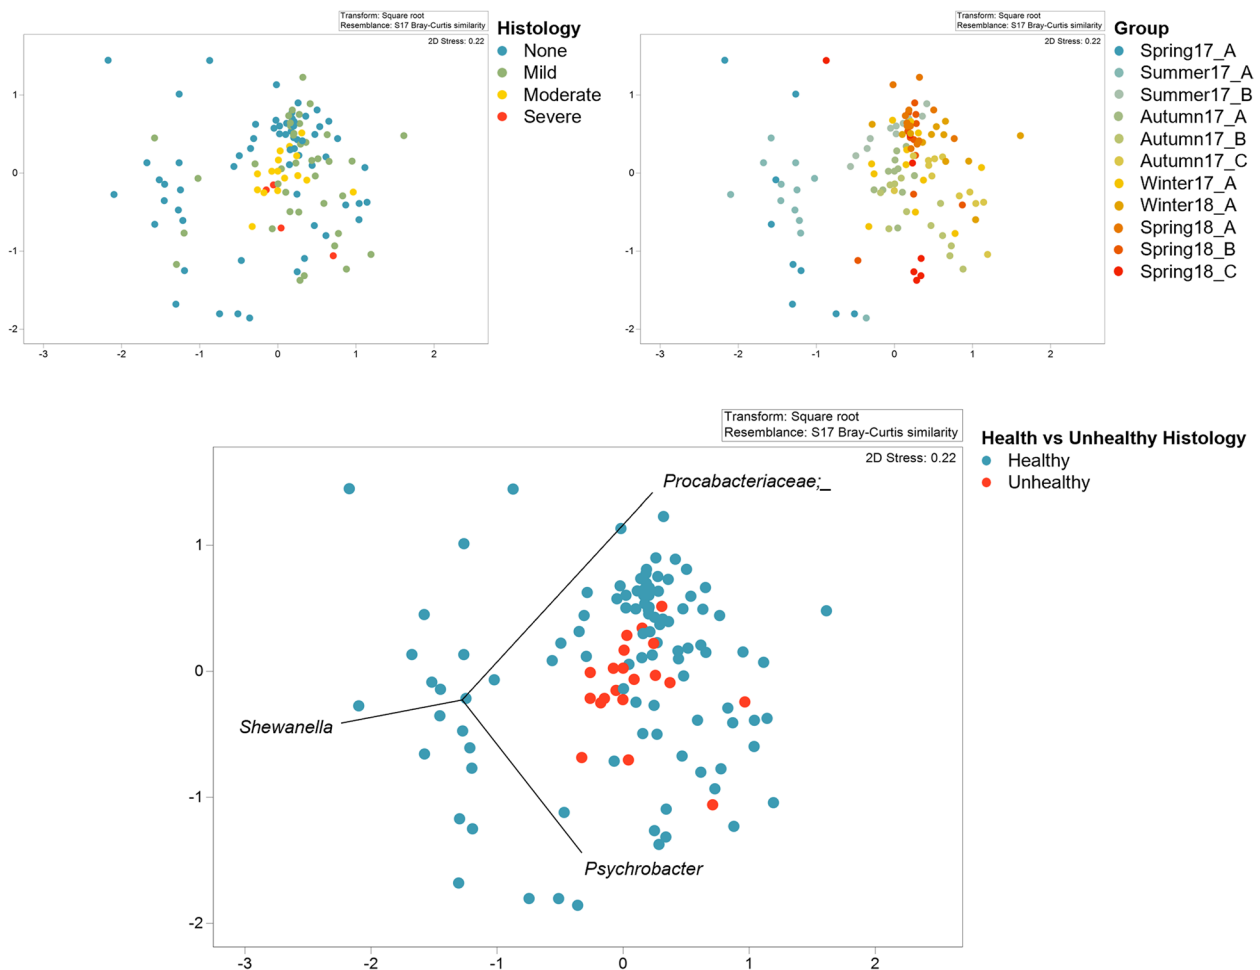 Transform: Square root
Resemblance: S17 Bray-Curtis similarity
2D Stress: 0.22
1
0
-1
-2
-3
-2
-1
0
1
2
Histology
None
Mild
Moderate
Severe
Transform: Square root
Resemblance: S17 Bray-Curtis similarity
2D Stress: 0.22
1
0
-1
-2
-3
-2
-1
0
1
2
Group
Spring17_A
Summer17_A
Summer17_B
Autumn17_A
Autumn17_B
Autumn17_C
Winter17_A
Winter18_A
Spring18_A
Spring18_B
Spring18_C
Transform: Square root
Resemblance: S17 Bray-Curtis similarity
2D Stress: 0.22
Procabacteriaceae;_
Shewanella
Psychrobacter
1
0
-1
-2
-3
-2
-1
0
1
2
Health vs Unhealthy Histology
Healthy
Unhealthy